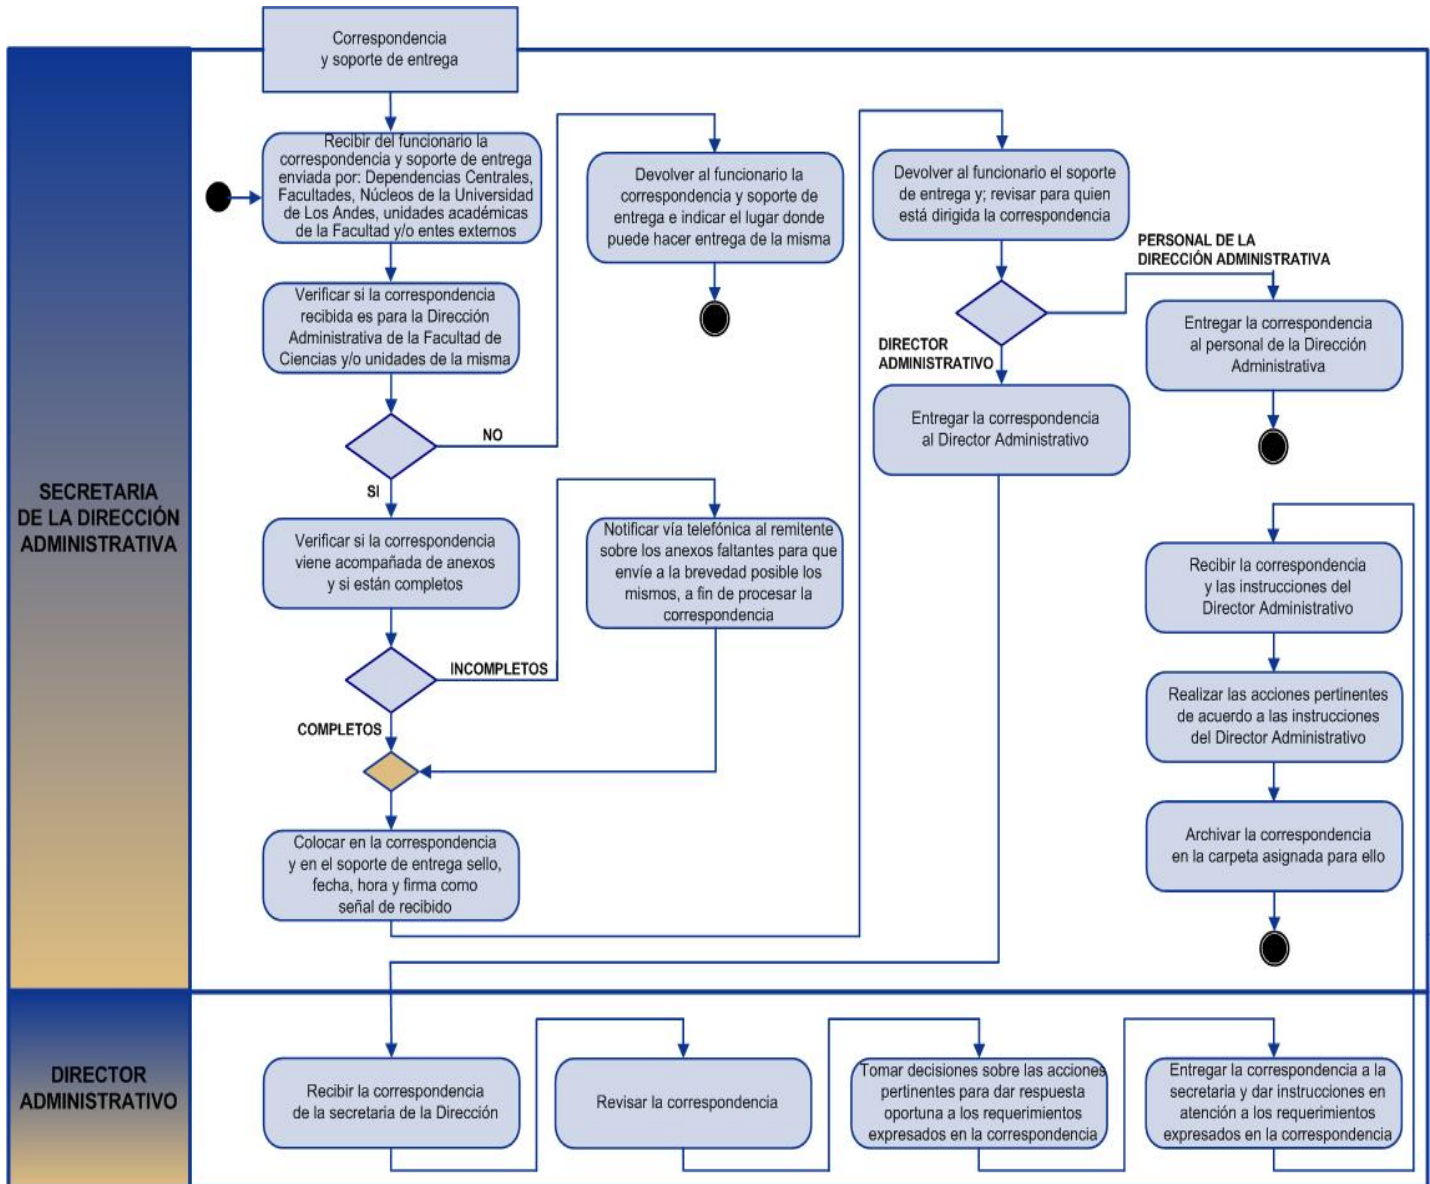 Correspondencia
y soporte de entrega
SECRETARIA
DE LA DIRECCIÓN
ADMINISTRATIVA
Recibir del funcionario la
correspondencia y soporte de entrega
enviada por: Dependencias Centrales,
Facultades, Núcleos de la Universidad
de Los Andes, unidades académicas
de la Facultad y/o entes externos
Verificar si la correspondencia
recibida es para la Dirección
Administrativa de la Facultad de
Ciencias y/o unidades de la misma
NO
SI
Devolver al funcionario la
correspondencia y soporte de
entrega e indicar el lugar donde
puede hacer entrega de la misma
Verificar si la correspondencia
viene acompañada de anexos
y si están completos
INCOMPLETOS
COMPLETOS
Notificar vía telefónica al remitente
sobre los anexos faltantes para que
envíe a la brevedad posible los
mismos, a fin de procesar la
correspondencia
Colocar en la correspondencia
y en el soporte de entrega sello,
fecha, hora y firma como
señal de recibido
Devolver al funcionario el soporte
de entrega y; revisar para quien
está dirigida la correspondencia
PERSONAL DE LA
DIRECCIÓN ADMINISTRATIVA
DIRECTOR
ADMINISTRATIVO
Entregar la correspondencia
al personal de la Dirección
Administrativa
Entregar la correspondencia
al Director Administrativo
Recibir la correspondencia
y las instrucciones del
Director Administrativo
Realizar las acciones pertinentes
de acuerdo a las instrucciones
del Director Administrativo
Archivar la correspondencia
en la carpeta asignada para ello
DIRECTOR
ADMINISTRATIVO
Recibir la correspondencia
de la secretaria de la Dirección
Revisar la correspondencia
Tomar decisiones sobre las acciones
pertinentes para dar respuesta
oportuna a los requerimientos
expresados en la correspondencia
Entregar la correspondencia a la
secretaria y dar instrucciones en
atención a los requerimientos
expresados en la correspondencia